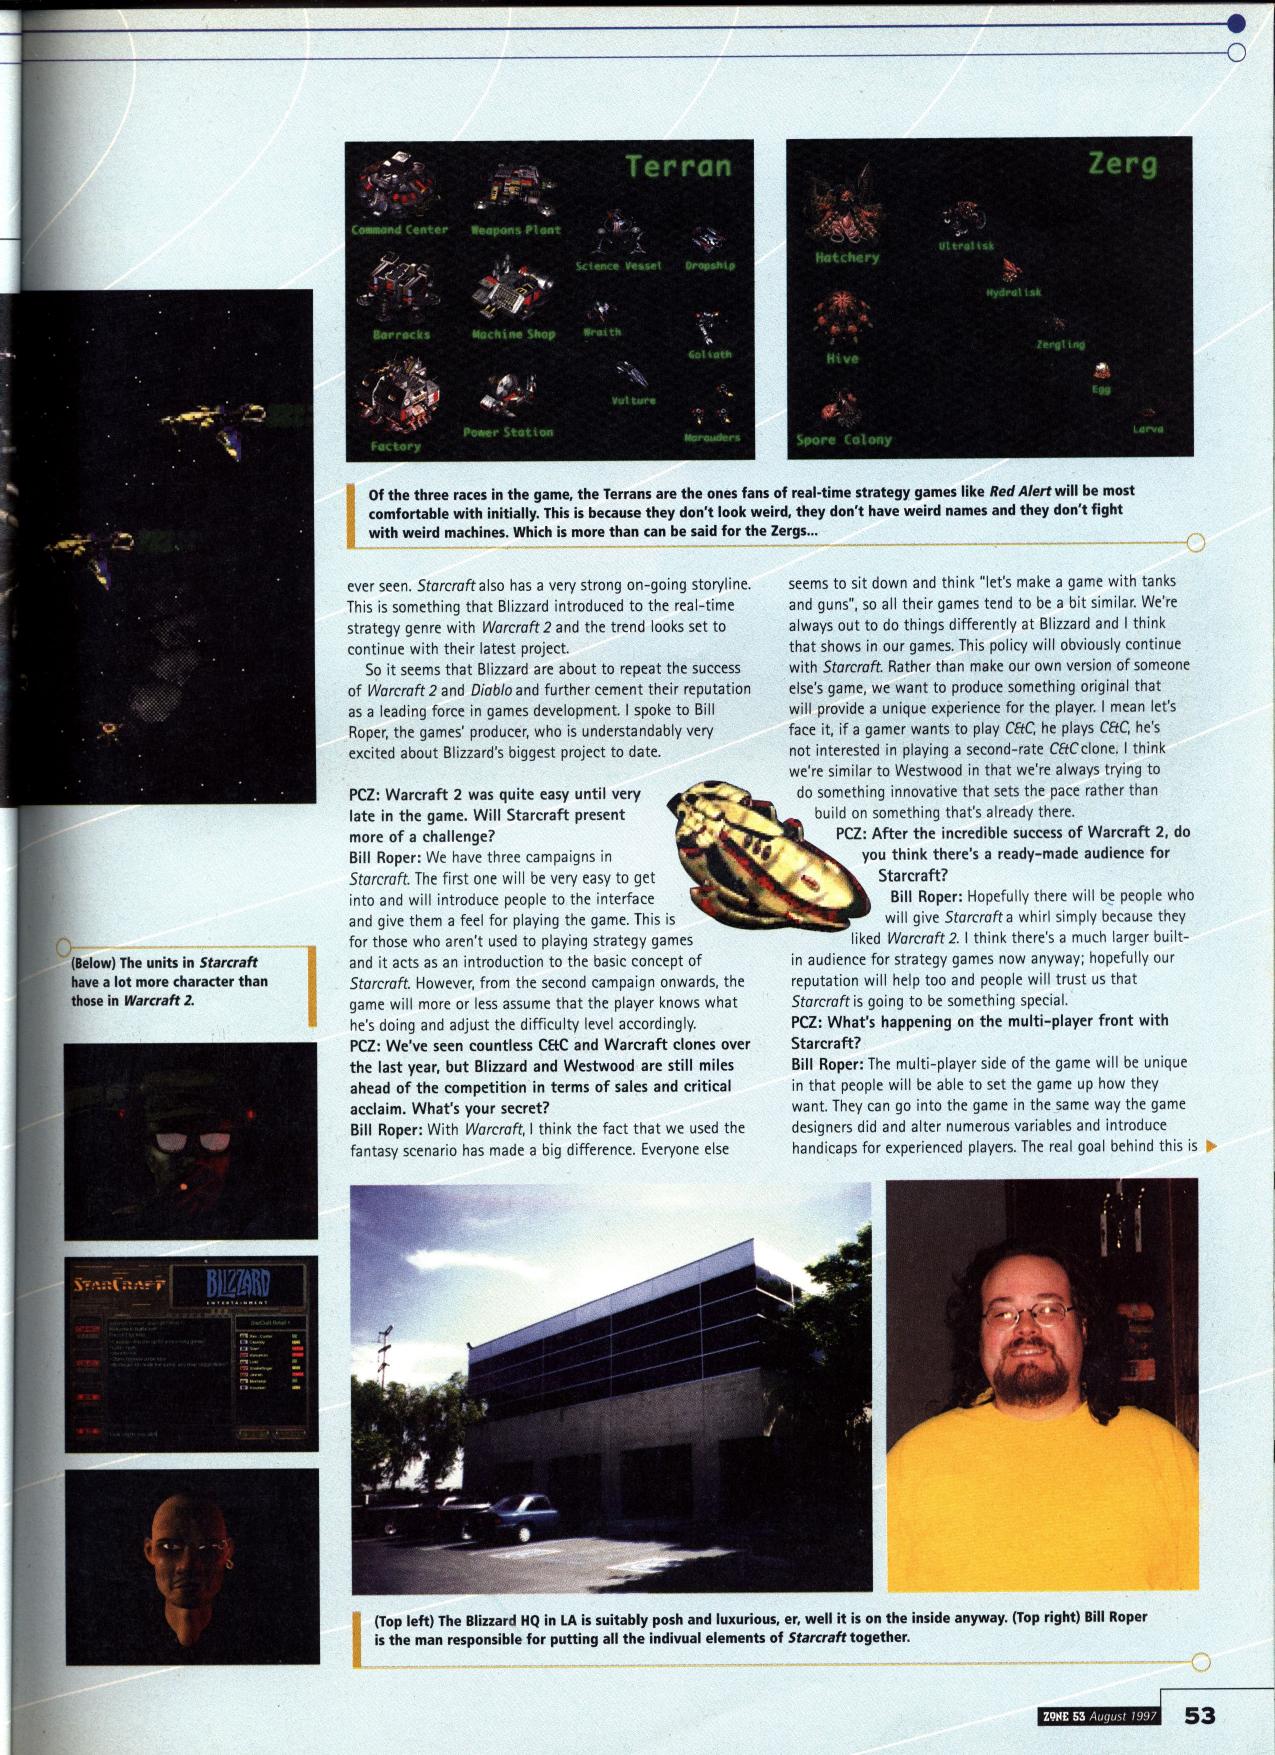 Terran
Command Center
Weapons Plant
Science Vessel
Dropship
Barracks
Machine Shop
Wraith
Goliath
Factory
Power Station
Vulture
Marauders
Zerg
Hatchery
Ultralisk
Hydralisk
Hive
Zergling
Egg
Spore Colony
Larva
Of the three races in the game, the Terrans are the ones fans of real-time strategy games like Red Alert will be most
comfortable with initially. This is because they don't look weird, they don't have weird names and they don't fight
with weird machines. Which is more than can be said for the Zergs...
ever seen. Starcraft also has a very strong on-going storyline.
This is something that Blizzard introduced to the real-time
strategy genre with Warcraft 2 and the trend looks set to
continue with their latest project.
So it seems that Blizzard are about to repeat the success
of Warcraft 2 and Diablo and further cement their reputation
as a leading force in games development. I spoke to Bill
Roper, the games' producer, who is understandably very
excited about Blizzard's biggest project to date.
PCZ: Warcraft 2 was quite easy until very
late in the game. Will Starcraft present
more of a challenge?
Bill Roper: We have three campaigns in
Starcraft. The first one will be very easy to get
into and will introduce people to the interface
and give them a feel for playing the game. This is
for those who aren't used to playing strategy games
and it acts as an introduction to the basic concept of
Starcraft. However, from the second campaign onwards, the
game will more or less assume that the player knows what
he's doing and adjust the difficulty level accordingly.
PCZ: We've seen countless C&C and Warcraft clones over
the last year, but Blizzard and Westwood are still miles
ahead of the competition in terms of sales and critical
acclaim. What's your secret?
Bill Roper: With Warcraft, I think the fact that we used the
fantasy scenario has made a big difference. Everyone else
seems to sit down and think "let's make a game with tanks
and guns", so all their games tend to be a bit similar. We're
always out to do things differently at Blizzard and I think
that shows in our games. This policy will obviously continue
with Starcraft. Rather than make our own version of someone
else's game, we want to produce something original that
will provide a unique experience for the player. I mean let's
face it, if a gamer wants to play C&C, he plays C&C, he's
not interested in playing a second-rate C&C clone. I think
we're similar to Westwood in that we're always trying to
do something innovative that sets the pace rather than
build on something that's already there.
PCZ: After the incredible success of Warcraft 2, do
you think there's a ready-made audience for
Starcraft?
Bill Roper: Hopefully there will be people who
will give Starcraft a whirl simply because they
liked Warcraft 2. I think there's a much larger built-
in audience for strategy games now anyway; hopefully our
reputation will help too and people will trust us that
Starcraft is going to be something special.
PCZ: What's happening on the multi-player front with
Starcraft?
Bill Roper: The multi-player side of the game will be unique
in that people will be able to set the game up how they
want. They can go into the game in the same way the game
designers did and alter numerous variables and introduce
handicaps for experienced players. The real goal behind this is
(Below) The units in Starcraft
have a lot more character than
those in Warcraft 2.
STARCRAFT
BLIZZARD
ENTERTAINMENT
(Top left) The Blizzard HQ in LA is suitably posh and luxurious, er, well it is on the inside anyway. (Top right) Bill Roper
is the man responsible for putting all the indivual elements of Starcraft together.
ZONE 53 August 1997 53